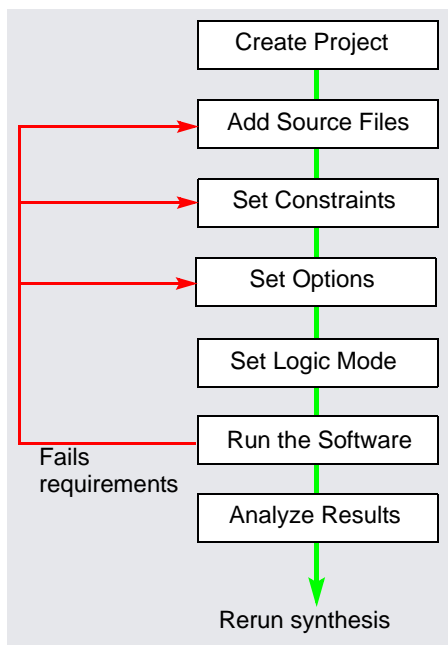 Create Project
Add Source Files
Set Constraints
Set Options
Set Logic Mode
Run the Software
Fails
requirements
Analyze Results
Rerun synthesis